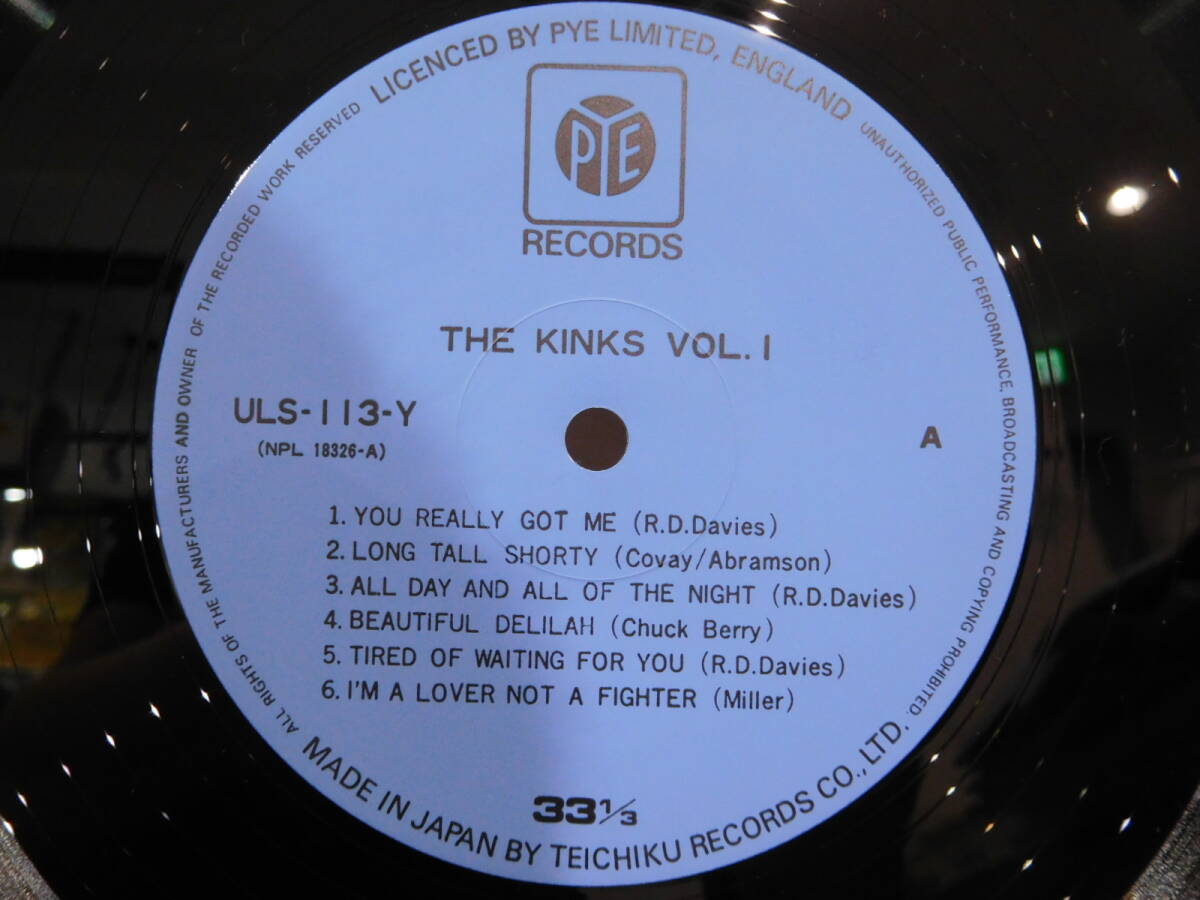 LICENCED BY PYE LIMITED, ENGLAND
UNAUTHORIZED PUBLIC PERFORMANCE, BROADCASTING AND COPYING PROHIBITED.
PYE
RECORDS
THE KINKS VOL. I
ULS-113-Y
(NPL 18326-A)
A
1. YOU REALLY GOT ME (R.D.Davies)
2. LONG TALL SHORTY (Covay/Abramson)
3. ALL DAY AND ALL OF THE NIGHT (R.D.Davies)
4. BEAUTIFUL DELILAH (Chuck Berry)
5. TIRED OF WAITING FOR YOU (R.D.Davies)
6. I'M A LOVER NOT A FIGHTER (Miller)
33 1/3
ALL RIGHTS OF THE MANUFACTURERS AND OWNER OF THE RECORDED WORK RESERVED
MADE IN JAPAN BY TEICHIKU RECORDS CO., LTD.